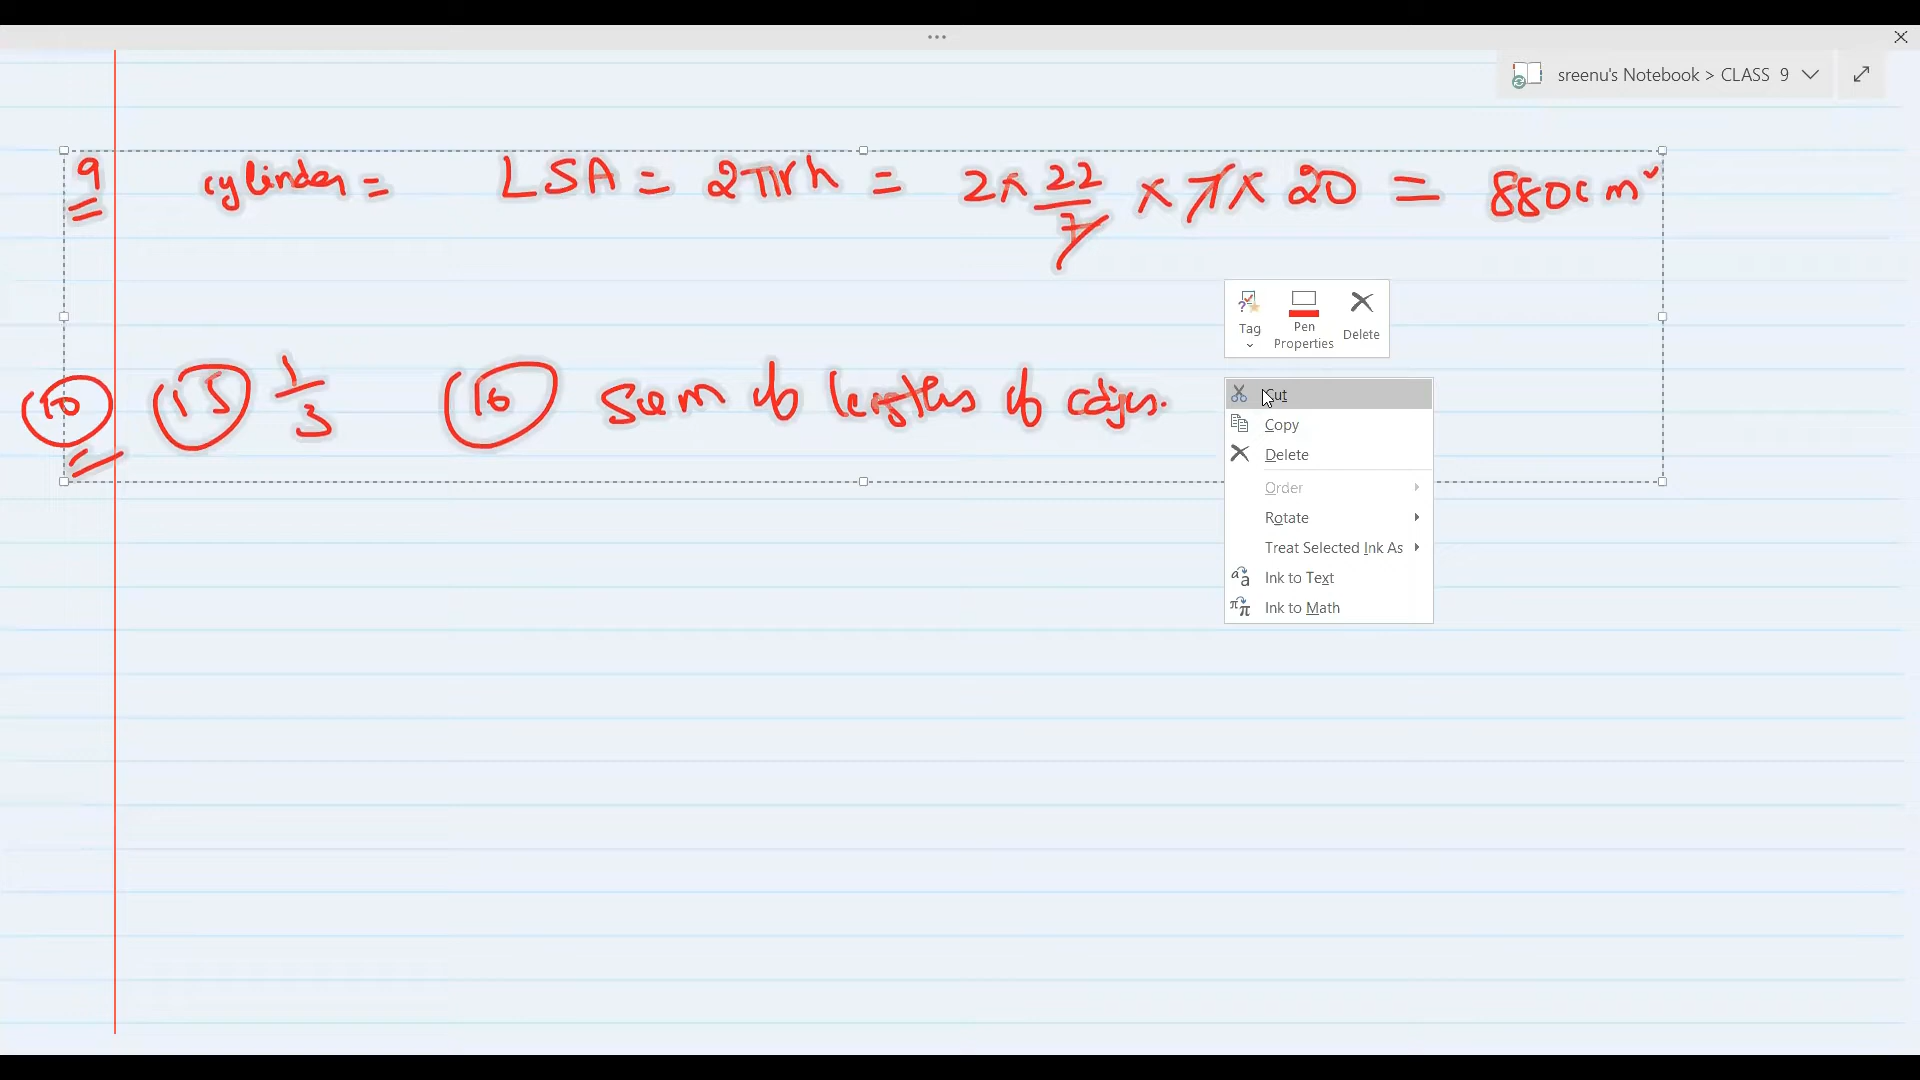 sreenu's Notebook > CLASS 9
9 cylinder = LSA = 2πrh = 2 x 22/7 x 7 x 20 = 880cm²
Tag
Pen Properties
Delete
10 15 1/3 16 Sum of lengths of edges.
Cut
Copy
Delete
Order
Rotate
Treat Selected Ink As
Ink to Text
Ink to Math